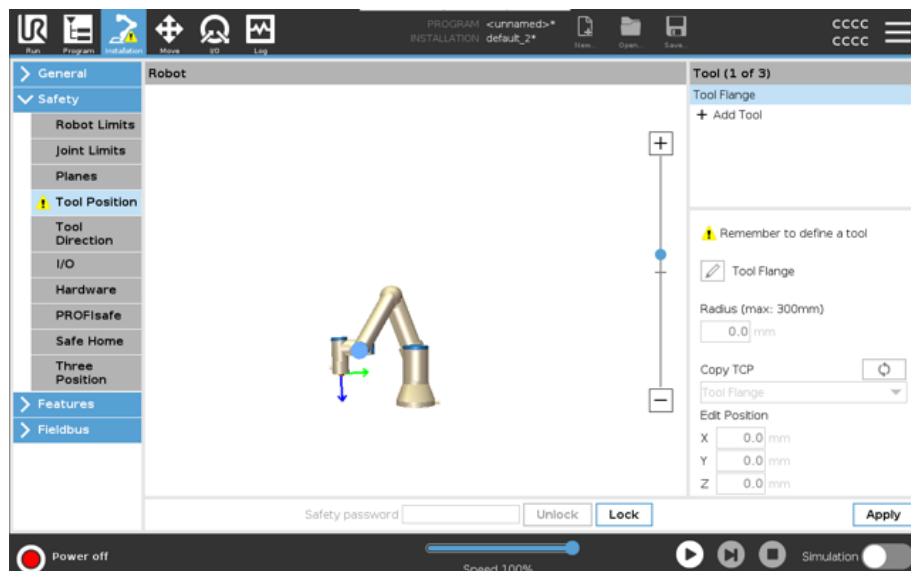 PROGRAM <unnamed>*
INSTALLATION default_2*
CCCC
CCCC
UR
Run
Program
Installation
Move
I/O
Log
New...
Open...
Save...
General
Safety
Robot Limits
Joint Limits
Planes
Tool Position
Tool
Direction
I/O
Hardware
PROFIsafe
Safe Home
Three
Position
Features
Fieldbus
Robot
Tool (1 of 3)
Tool Flange
+ Add Tool
Remember to define a tool
Tool Flange
Radius (max: 300mm)
0.0 mm
Copy TCP
Tool Flange
Edit Position
X 0.0 mm
Y 0.0 mm
Z 0.0 mm
Safety password
Unlock
Lock
Apply
Power off
Speed 100%
Simulation